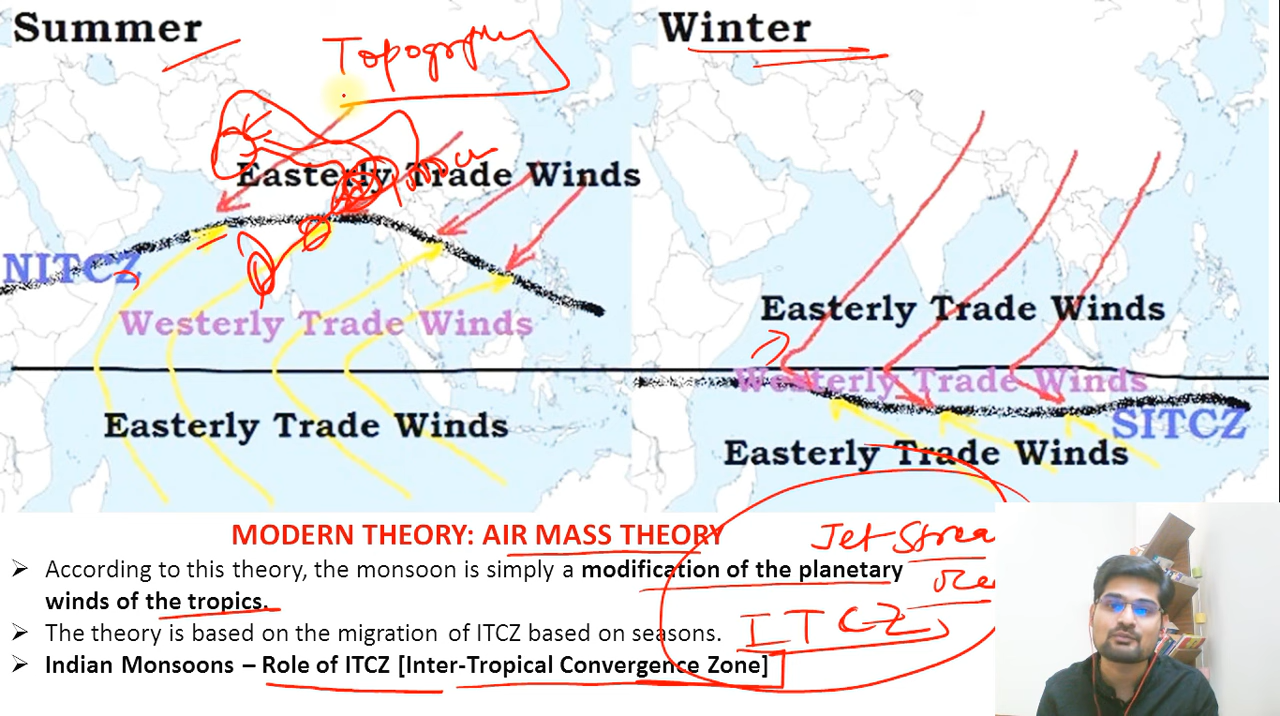 Summer
Topography
Easterly Trade Winds
NITCZ
Westerly Trade Winds
Easterly Trade Winds
Winter
Easterly Trade Winds
Westerly Trade Winds
SITCZ
Easterly Trade Winds
MODERN THEORY: AIR MASS THEORY
➢ According to this theory, the monsoon is simply a modification of the planetary
winds of the tropics.
➢ The theory is based on the migration of ITCZ based on seasons.
➢ Indian Monsoons – Role of ITCZ [Inter-Tropical Convergence Zone]
Jet Strea
ITCZ